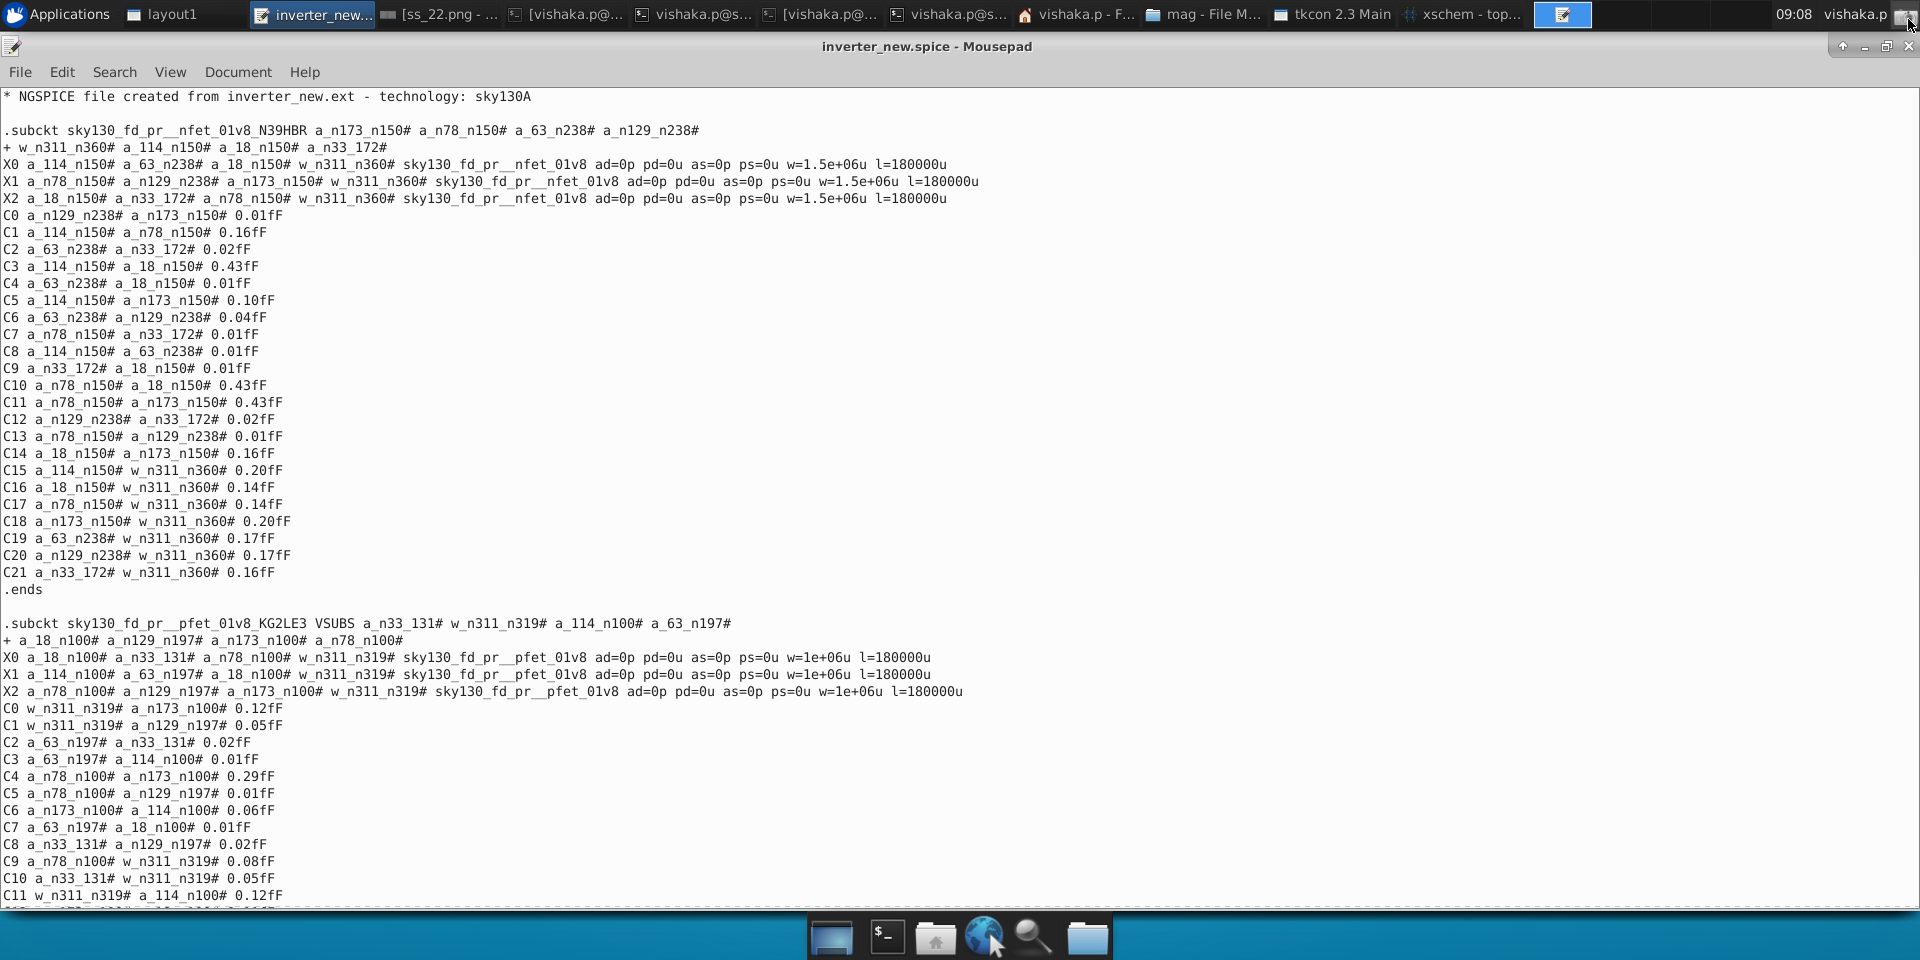 Applications
layout1
inverter_new...
[ss_22.png - ...
[vishaka.p@...
vishaka.p@s...
[vishaka.p@...
vishaka.p@s...
vishaka.p - F...
mag - File M...
tkcon 2.3 Main
xschem - top...
09:08
vishaka.p
inverter_new.spice - Mousepad
File Edit Search View Document Help
* NGSPICE file created from inverter_new.ext - technology: sky130A
.subckt sky130_fd_pr__nfet_01v8_N39HBR a_n173_n150# a_n78_n150# a_63_n238# a_n129_n238#
+ w_n311_n360# a_114_n150# a_18_n150# a_n33_172#
X0 a_114_n150# a_63_n238# a_18_n150# w_n311_n360# sky130_fd_pr__nfet_01v8 ad=0p pd=0u as=0p ps=0u w=1.5e+06u l=180000u
X1 a_n78_n150# a_n129_n238# a_n173_n150# w_n311_n360# sky130_fd_pr__nfet_01v8 ad=0p pd=0u as=0p ps=0u w=1.5e+06u l=180000u
X2 a_18_n150# a_n33_172# a_n78_n150# w_n311_n360# sky130_fd_pr__nfet_01v8 ad=0p pd=0u as=0p ps=0u w=1.5e+06u l=180000u
C0 a_n129_n238# a_n173_n150# 0.01fF
C1 a_114_n150# a_n78_n150# 0.16fF
C2 a_63_n238# a_n33_172# 0.02fF
C3 a_114_n150# a_18_n150# 0.43fF
C4 a_63_n238# a_18_n150# 0.01fF
C5 a_114_n150# a_n173_n150# 0.10fF
C6 a_63_n238# a_n129_n238# 0.04fF
C7 a_n78_n150# a_n33_172# 0.01fF
C8 a_114_n150# a_63_n238# 0.01fF
C9 a_n33_172# a_18_n150# 0.01fF
C10 a_n78_n150# a_18_n150# 0.43fF
C11 a_n78_n150# a_n173_n150# 0.43fF
C12 a_n129_n238# a_n33_172# 0.02fF
C13 a_n78_n150# a_n129_n238# 0.01fF
C14 a_18_n150# a_n173_n150# 0.16fF
C15 a_114_n150# w_n311_n360# 0.20fF
C16 a_18_n150# w_n311_n360# 0.14fF
C17 a_n78_n150# w_n311_n360# 0.14fF
C18 a_n173_n150# w_n311_n360# 0.20fF
C19 a_63_n238# w_n311_n360# 0.17fF
C20 a_n129_n238# w_n311_n360# 0.17fF
C21 a_n33_172# w_n311_n360# 0.16fF
.ends
.subckt sky130_fd_pr__pfet_01v8_KG2LE3 VSUBS a_n33_131# w_n311_n319# a_114_n100# a_63_n197#
+ a_18_n100# a_n129_n197# a_n173_n100# a_n78_n100#
X0 a_18_n100# a_n33_131# a_n78_n100# w_n311_n319# sky130_fd_pr__pfet_01v8 ad=0p pd=0u as=0p ps=0u w=1e+06u l=180000u
X1 a_114_n100# a_63_n197# a_18_n100# w_n311_n319# sky130_fd_pr__pfet_01v8 ad=0p pd=0u as=0p ps=0u w=1e+06u l=180000u
X2 a_n78_n100# a_n129_n197# a_n173_n100# w_n311_n319# sky130_fd_pr__pfet_01v8 ad=0p pd=0u as=0p ps=0u w=1e+06u l=180000u
C0 w_n311_n319# a_n173_n100# 0.12fF
C1 w_n311_n319# a_n129_n197# 0.05fF
C2 a_63_n197# a_n33_131# 0.02fF
C3 a_63_n197# a_114_n100# 0.01fF
C4 a_n78_n100# a_n173_n100# 0.29fF
C5 a_n78_n100# a_n129_n197# 0.01fF
C6 a_n173_n100# a_114_n100# 0.06fF
C7 a_63_n197# a_18_n100# 0.01fF
C8 a_n33_131# a_n129_n197# 0.02fF
C9 a_n78_n100# w_n311_n319# 0.08fF
C10 a_n33_131# w_n311_n319# 0.05fF
C11 w_n311_n319# a_114_n100# 0.12fF